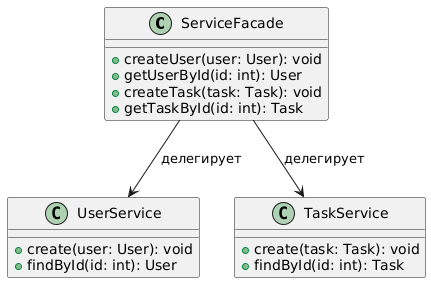 C ServiceFacade
createUser(user: User): void
getUserById(id: int): User
createTask(task: Task): void
getTaskById(id: int): Task
делегирует
делегирует
C UserService
create(user: User): void
findById(id: int): User
C TaskService
create(task: Task): void
findById(id: int): Task